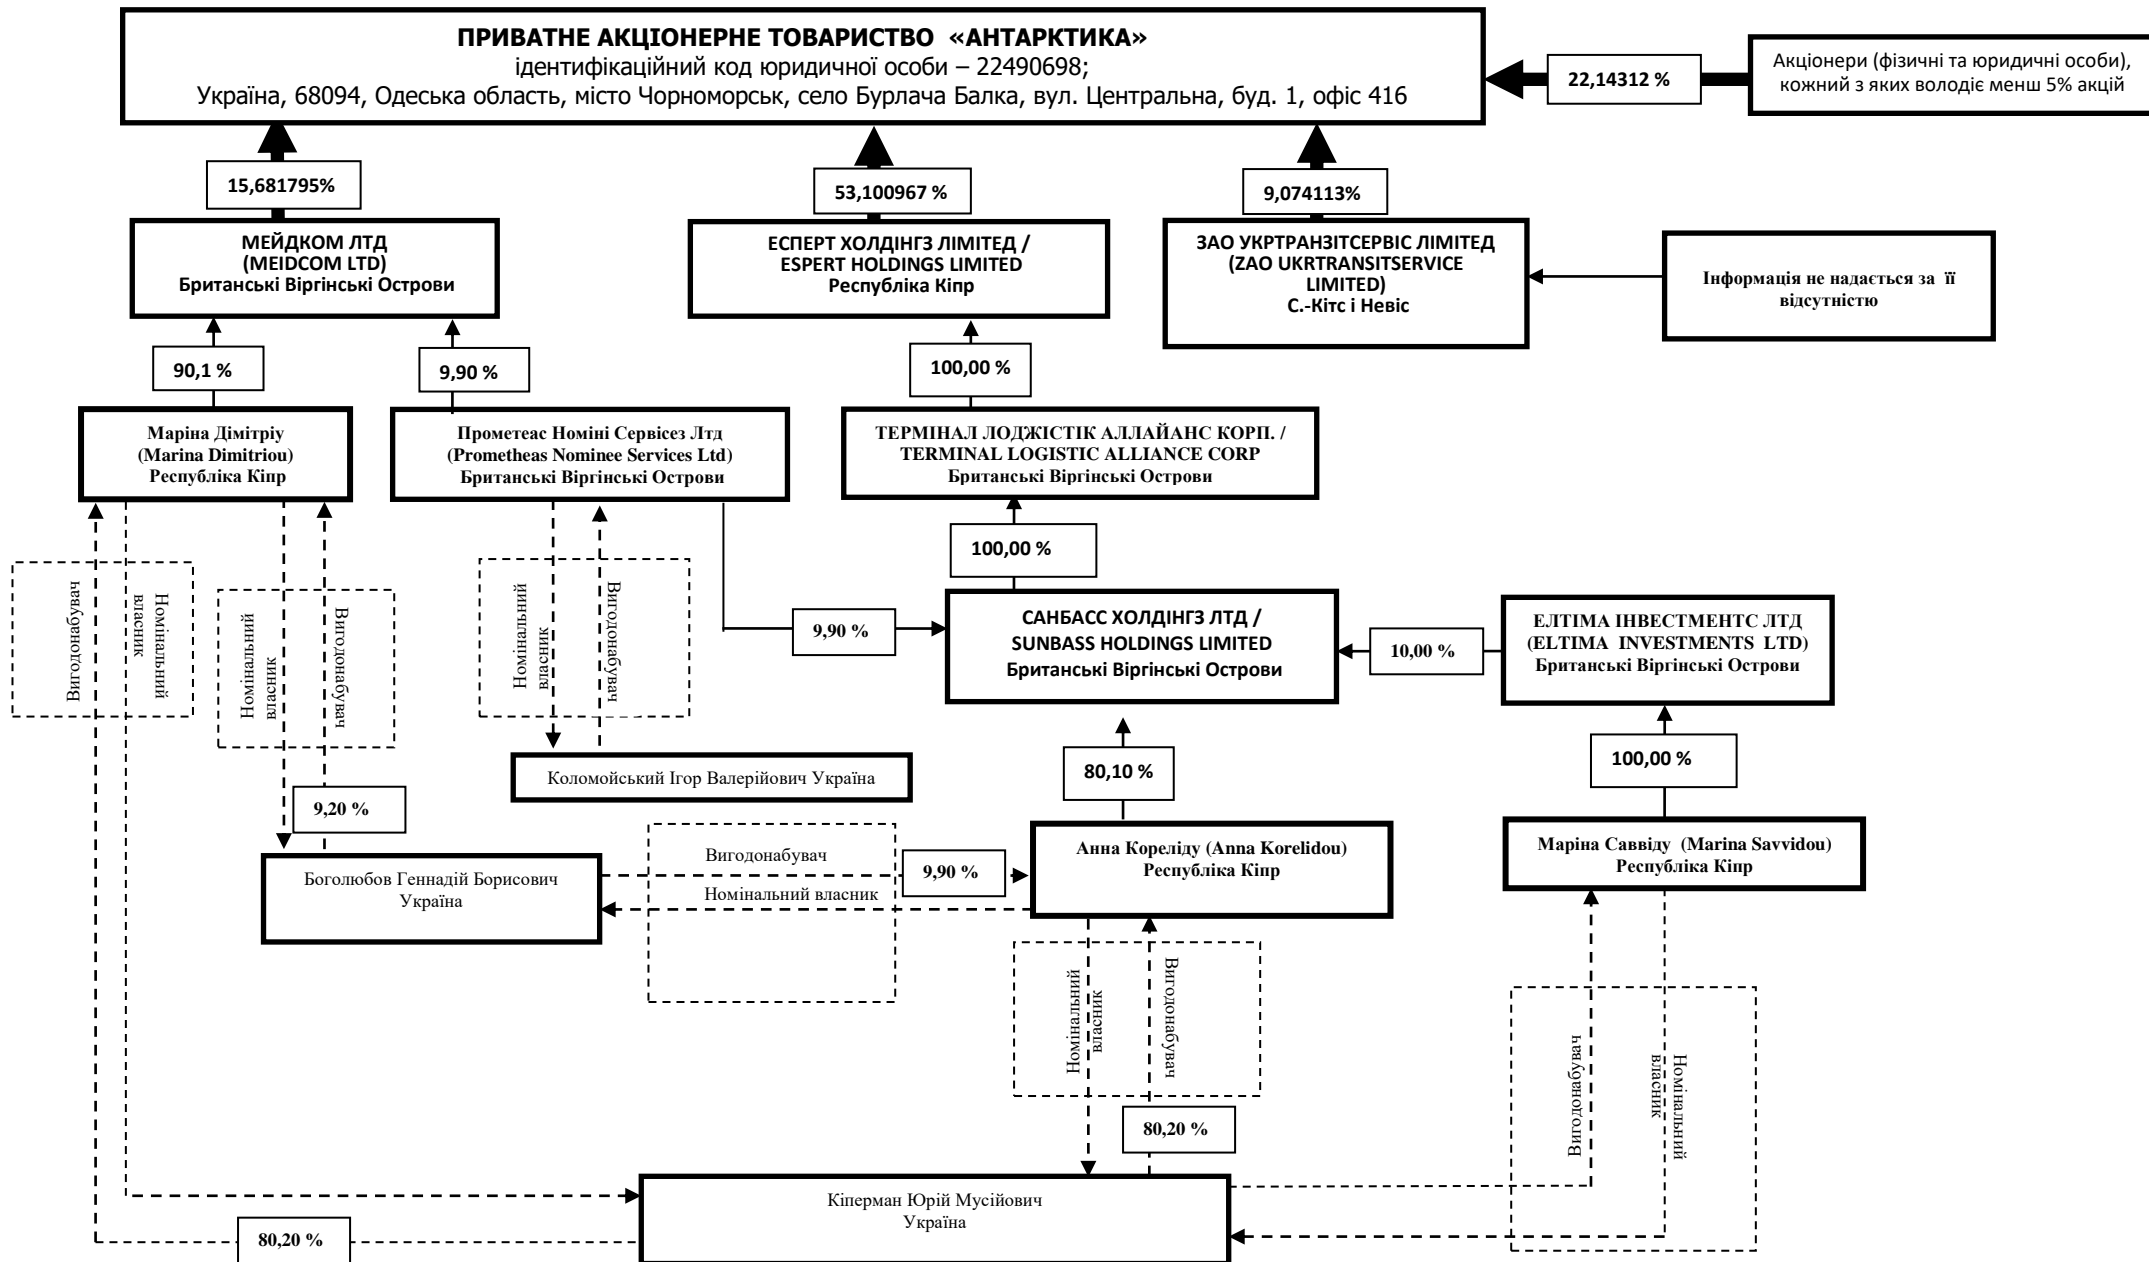 ПРИВАТНЕ АКЦІОНЕРНЕ ТОВАРИСТВО «АНТАРКТИКА»
ідентифікаційний код юридичної особи – 22490698;
Україна, 68094, Одеська область, місто Чорноморськ, село Бурлача Балка, вул. Центральна, буд. 1, офіс 416
22,14312 %
Акціонери (фізичні та юридичні особи),
кожний з яких володіє менш 5% акцій
15,681795%
53,100967 %
9,074113%
МЕЙДКОМ ЛТД
(MEIDCOM LTD)
Британські Віргінські Острови
ЕСПЕРТ ХОЛДІНГЗ ЛІМІТЕД /
ESPERT HOLDINGS LIMITED
Республіка Кіпр
ЗАО УКРТРАНЗІТСЕРВІС ЛІМІТЕД
(ZAO UKRTRANSITSERVICE
LIMITED)
С.-Кітс і Невіс
Інформація не надається за її
відсутністю
90,1 %
9,90 %
100,00 %
Маріна Дімітріу
(Marina Dimitriou)
Республіка Кіпр
Прометеас Номіні Сервісез Лтд
(Prometheas Nominee Services Ltd)
Британські Віргінські Острови
ТЕРМІНАЛ ЛОДЖІСТІК АЛЛАЙАНС КОРП. /
TERMINAL LOGISTIC ALLIANCE CORP
Британські Віргінські Острови
100,00 %
Вигодонабувач
Номінальний
власник
Номінальний
власник
Вигодонабувач
Номінальний
власник
Вигодонабувач
9,90 %
САНБАСС ХОЛДІНГЗ ЛТД /
SUNBASS HOLDINGS LIMITED
Британські Віргінські Острови
10,00 %
ЕЛТІМА ІНВЕСТМЕНТС ЛТД
(ELTIMA INVESTMENTS LTD)
Британські Віргінські Острови
Коломойський Ігор Валерійович Україна
80,10 %
100,00 %
9,20 %
Боголюбов Геннадій Борисович
Україна
Вигодонабувач
9,90 %
Номінальний власник
Анна Кореліду (Anna Korelidou)
Республіка Кіпр
Маріна Саввіду (Marina Savvidou)
Республіка Кіпр
Номінальний
власник
Вигодонабувач
Вигодонабувач
Номінальний
власник
80,20 %
Кіперман Юрій Мусійович
Україна
80,20 %